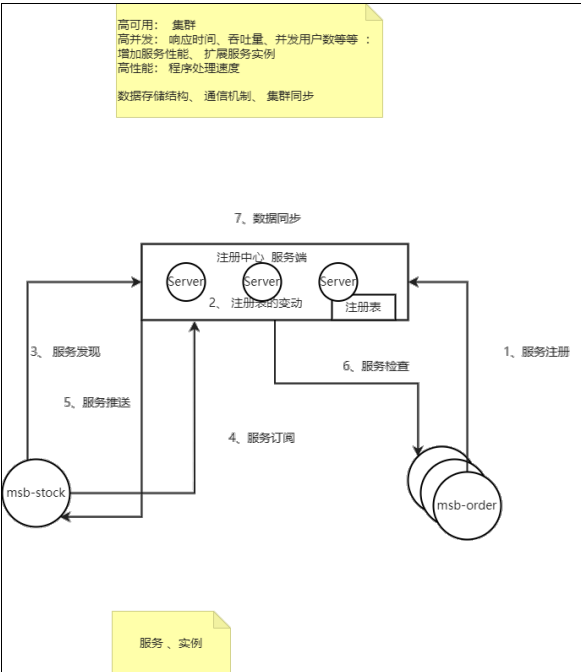 高可用： 集群
高并发： 响应时间、吞吐量、并发用户数等等 ：
增加服务性能、 扩展服务实例
高性能： 程序处理速度
数据存储结构、 通信机制、 集群同步
7、数据同步
注册中心 服务端
Server
Server
Server
2、 注册表的变动
注册表
3、 服务发现
1、服务注册
6、服务检查
5、服务推送
4、服务订阅
msb-stock
msb-order
服务 、实例